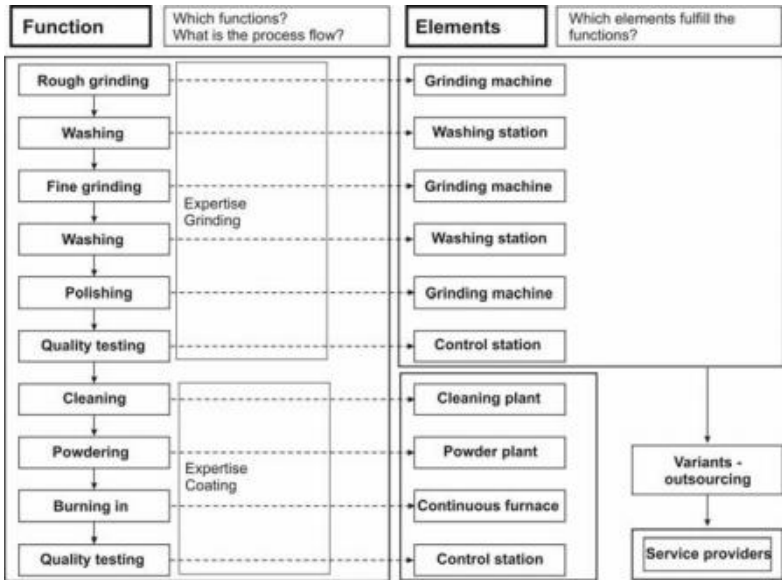 Function
Which functions?
What is the process flow?
Elements
Which elements fulfill the
functions?
Rough grinding
Grinding machine
Washing
Washing station
Fine grinding
Grinding machine
Expertise
Grinding
Washing
Washing station
Polishing
Grinding machine
Quality testing
Control station
Cleaning
Cleaning plant
Powdering
Powder plant
Expertise
Coating
Variants -
outsourcing
Burning in
Continuous furnace
Quality testing
Control station
Service providers